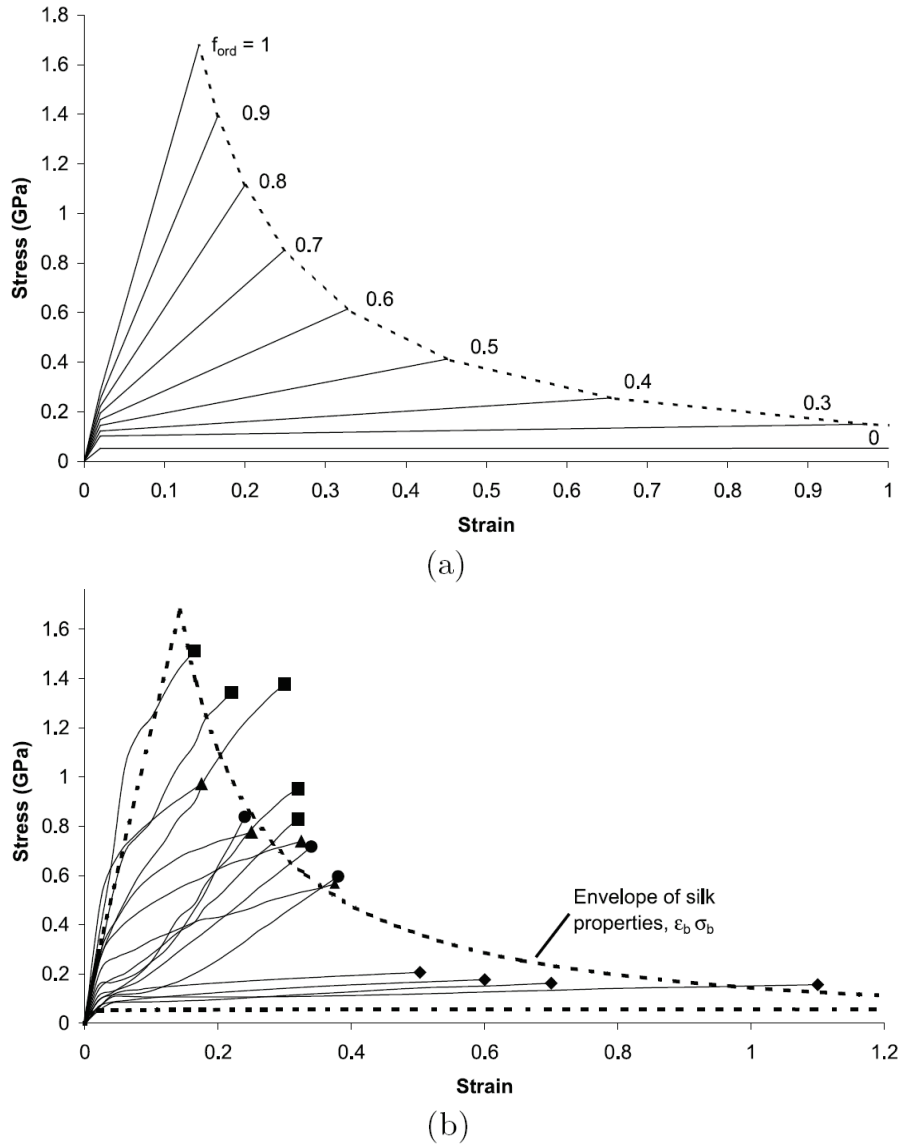 1.8
f_ord = 1
1.6
1.4
0.9
1.2
0.8
1
0.7
0.8
0.6
0.6
0.5
0.4
0.4
0.2
0.3
0
0
0 0.1 0.2 0.3 0.4 0.5 0.6 0.7 0.8 0.9 1
Stress (GPa)
Strain
(a)
1.6
1.4
1.2
1
0.8
0.6
0.4
0.2
0
Envelope of silk
properties, ε_b σ_b
0 0.2 0.4 0.6 0.8 1 1.2
Stress (GPa)
Strain
(b)